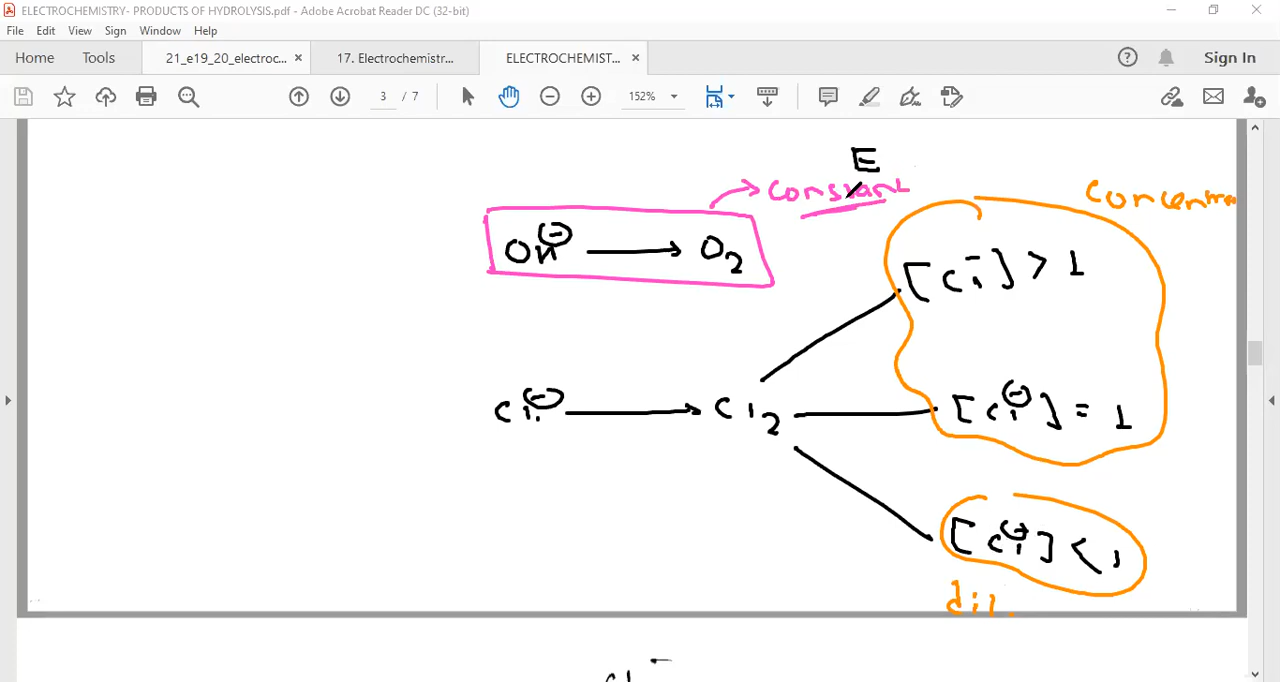 ELECTROCHEMISTRY- PRODUCTS OF HYDROLYSIS.pdf - Adobe Acrobat Reader DC (32-bit)
File Edit View Sign Window Help
Home Tools 21_e19_20_electroc... × 17. Electrochemistr... ELECTROCHEMIST... × Sign In
3 / 7 152%
E
constant
Concentra
OH⊖ → O2
[Cl⁻] > 1
Cl⊖ → Cl2
[Cl⊖] = 1
[Cl⊖] < 1
dil.
Cl⁻